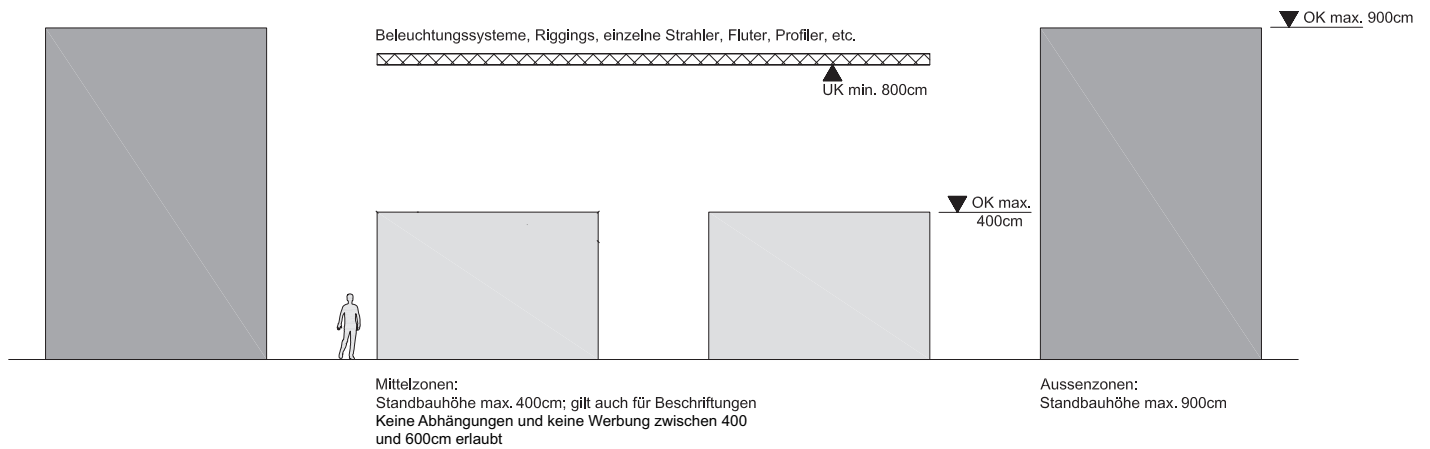 OK max. 900cm
Beleuchtungssysteme, Riggings, einzelne Strahler, Fluter, Profiler, etc.
UK min. 800cm
OK max.
400cm
Mittelzonen:
Standbauhöhe max. 400cm; gilt auch für Beschriftungen
Keine Abhängungen und keine Werbung zwischen 400
und 600cm erlaubt
Aussenzonen:
Standbauhöhe max. 900cm